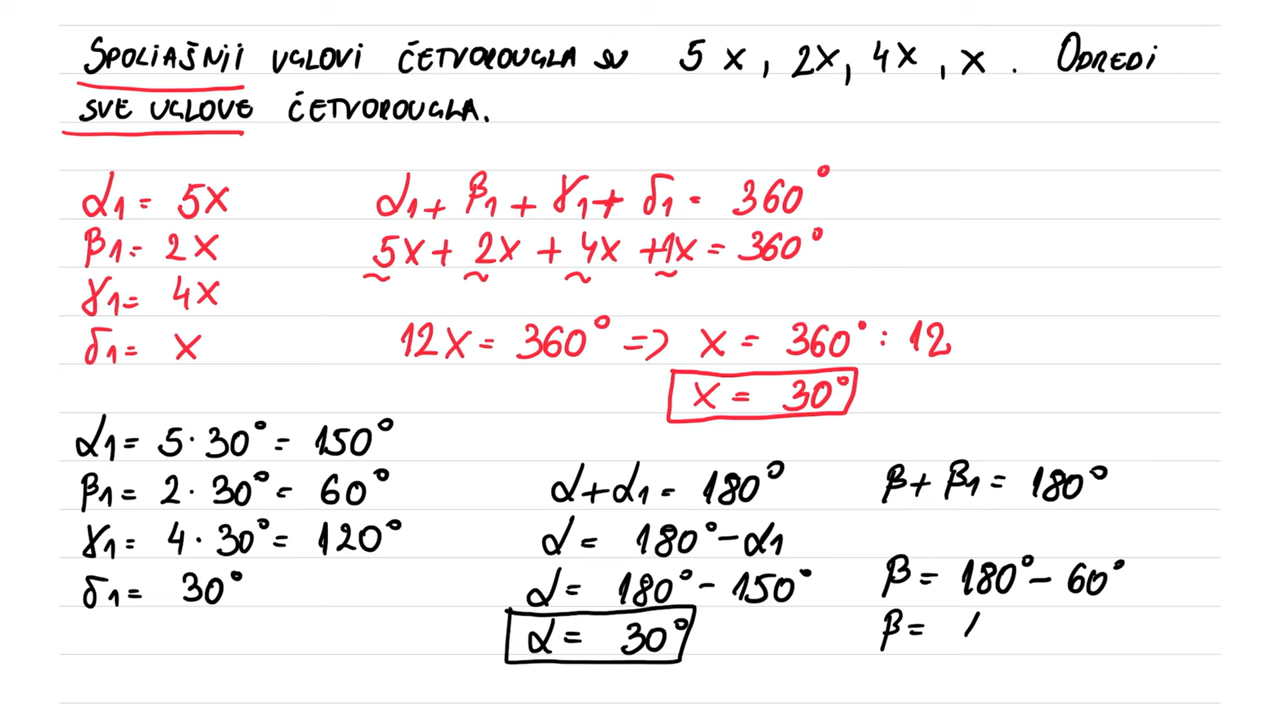 SPOLJAŠNJI UGLOVI ČETVOROUGLA SU 5x, 2x, 4x, x. ODREDI
SVE UGLOVE ČETVOROUGLA.
α1 = 5x
β1 = 2x
γ1 = 4x
δ1 = x
α1 + β1 + γ1 + δ1 = 360°
5x + 2x + 4x + 1x = 360°
12x = 360° => x = 360° : 12
x = 30°
α1 = 5 · 30° = 150°
β1 = 2 · 30° = 60°
γ1 = 4 · 30° = 120°
δ1 = 30°
α + α1 = 180°
α = 180° - α1
α = 180° - 150°
α = 30°
β + β1 = 180°
β = 180° - 60°
β =